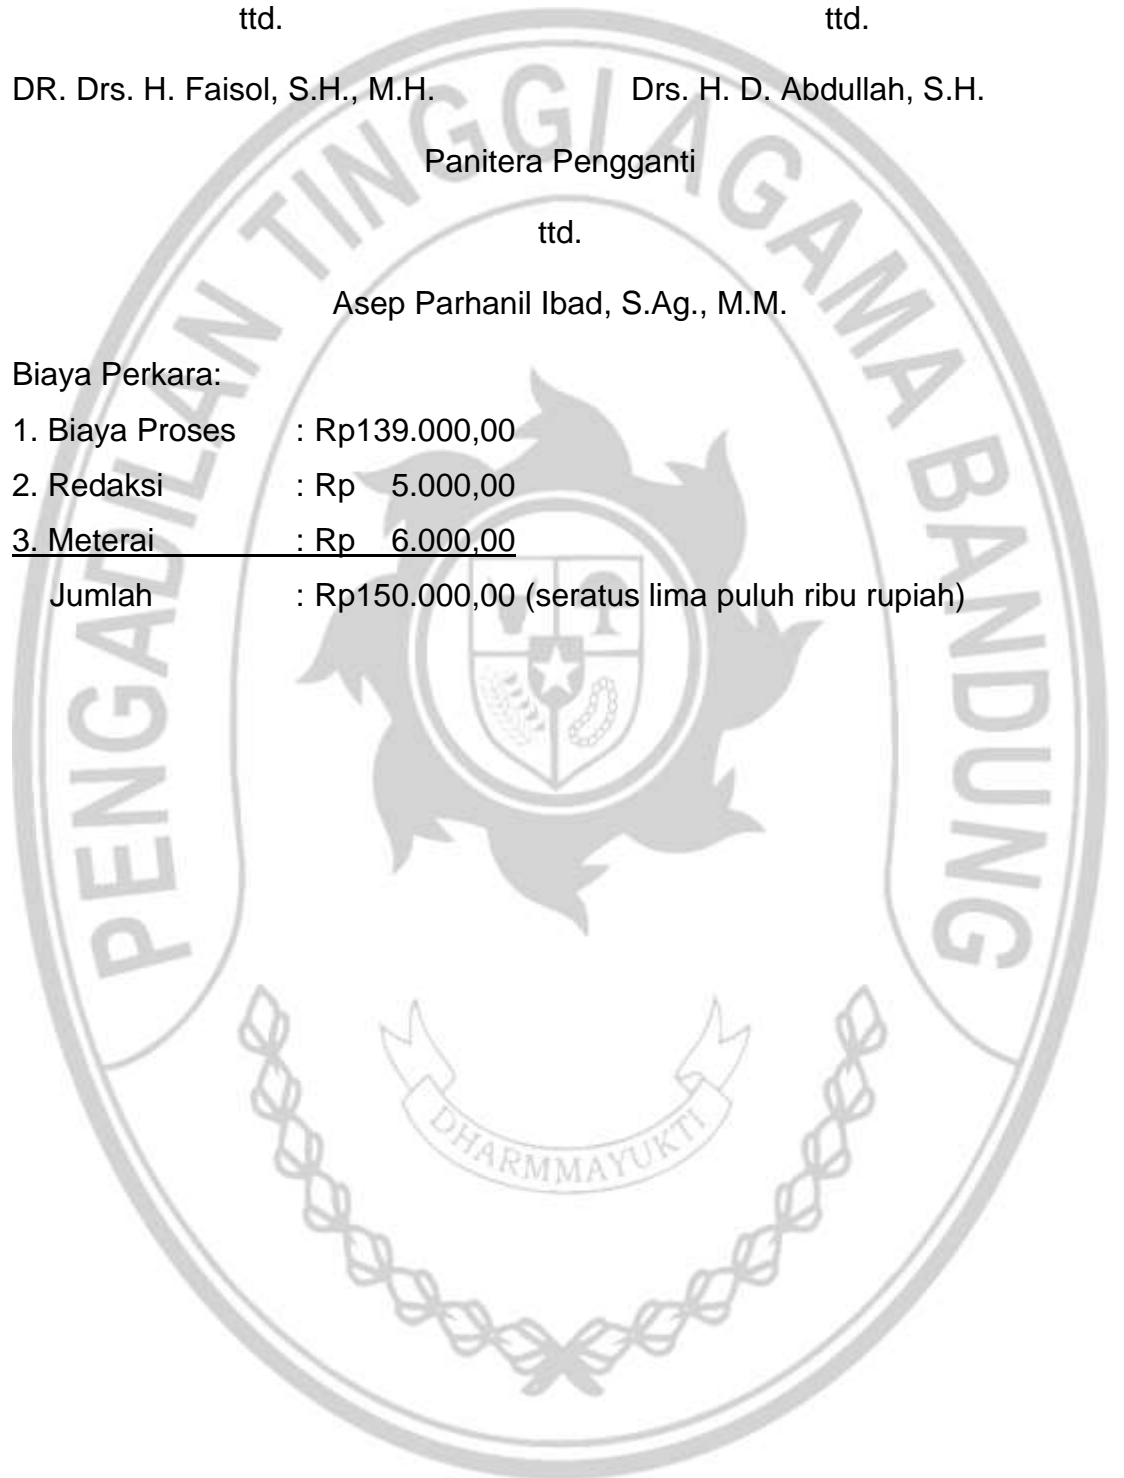 ttd. ttd.
DR. Drs. H. Faisol, S.H., M.H. Drs. H. D. Abdullah, S.H.
Panitera Pengganti
ttd.
Asep Parhanil Ibad, S.Ag., M.M.
Biaya Perkara:
1. Biaya Proses : Rp139.000,00
2. Redaksi : Rp 5.000,00
3. Meterai : Rp 6.000,00
Jumlah : Rp150.000,00 (seratus lima puluh ribu rupiah)
PENGADILAN TINGGI AGAMA BANDUNG
DHARMMAYUKTI